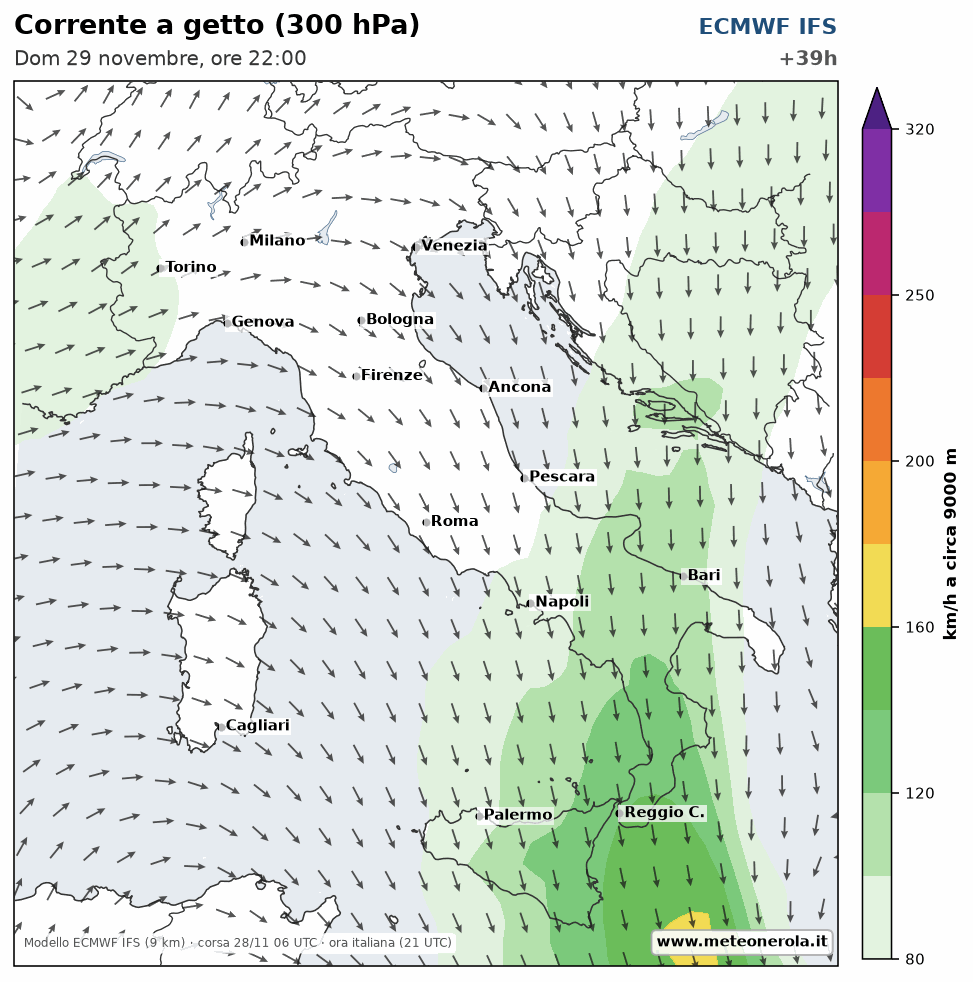 Corrente a getto (300 hPa)
ECMWF IFS
Dom 29 novembre, ore 22:00
+39h
Milano
Venezia
Torino
Genova
Bologna
Firenze
Ancona
Pescara
Roma
Bari
Napoli
Cagliari
Palermo
Reggio C.
320
250
200
160
120
80
km/h a circa 9000 m
Modello ECMWF IFS (9 km) · corsa 28/11 06 UTC · ora italiana (21 UTC)
www.meteonerola.it